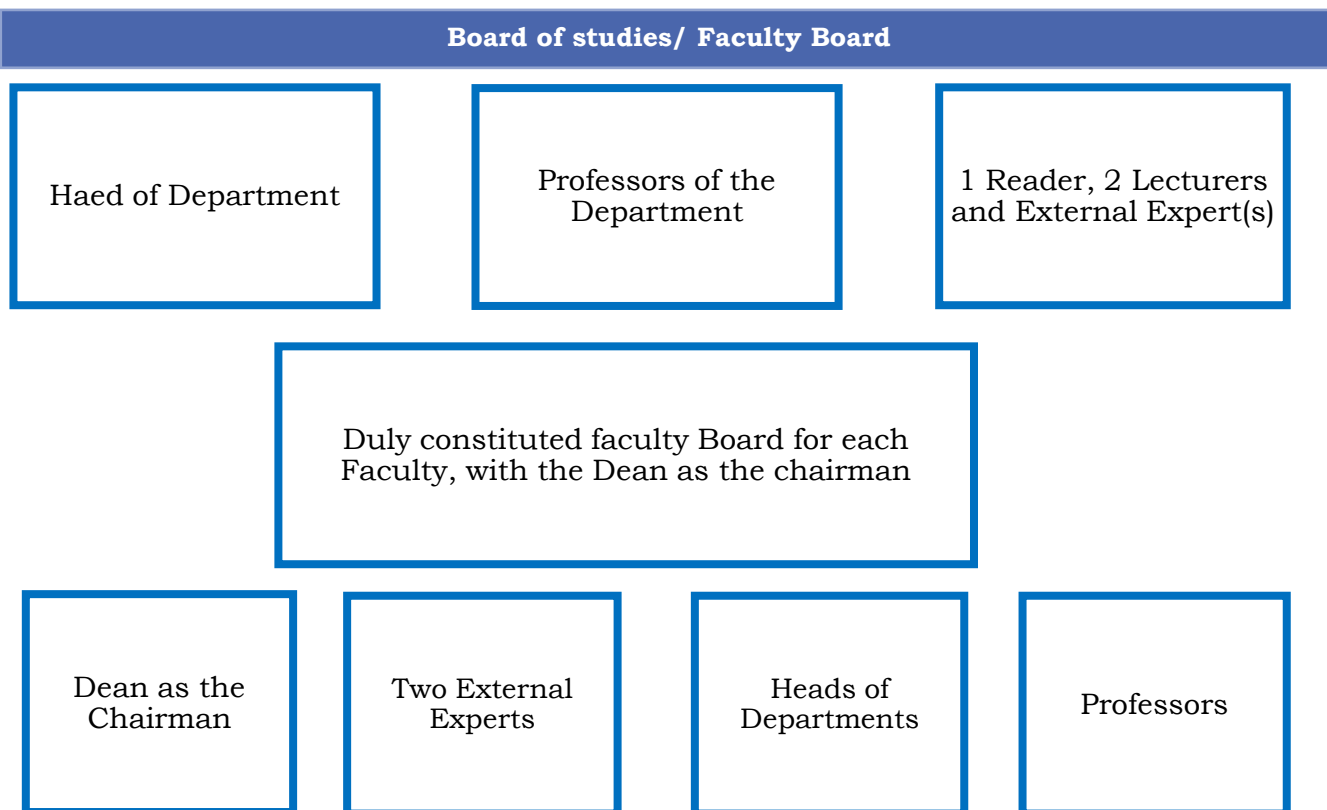 Board of studies/ Faculty Board
Haed of Department
Professors of the
Department
1 Reader, 2 Lecturers
and External Expert(s)
Duly constituted faculty Board for each
Faculty, with the Dean as the chairman
Dean as the
Chairman
Two External
Experts
Heads of
Departments
Professors